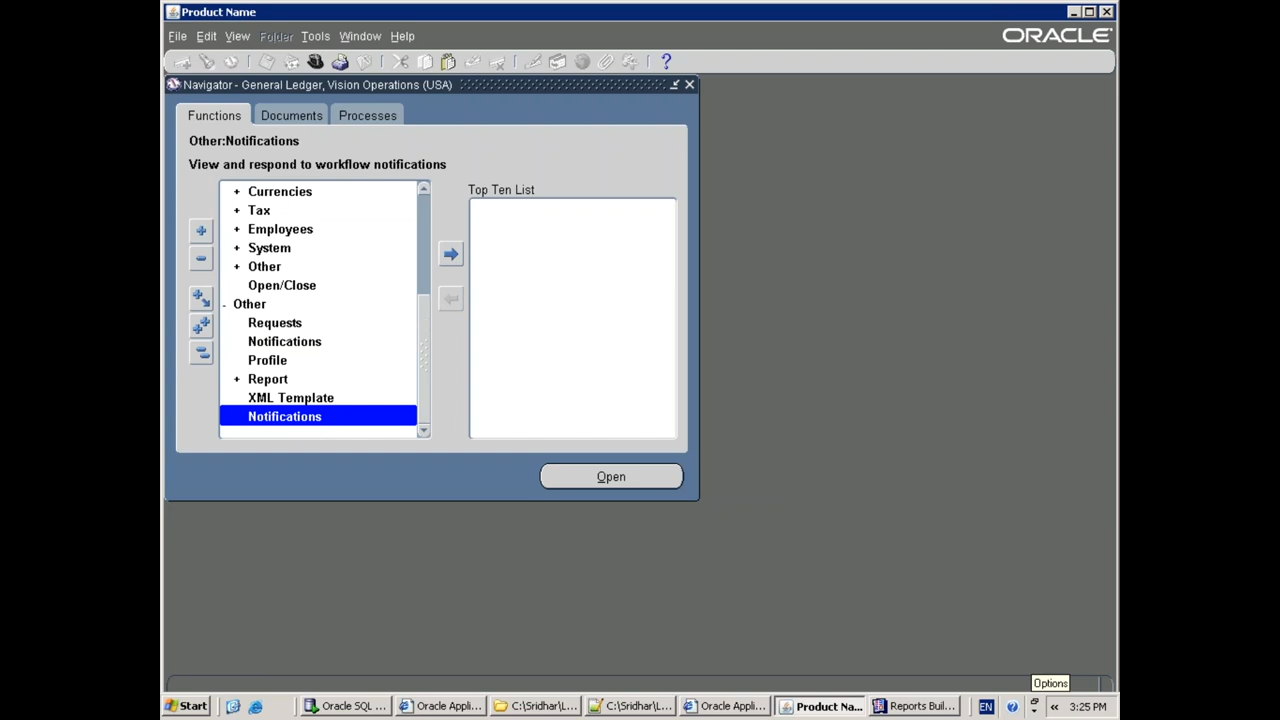 Product Name
File Edit View Folder Tools Window Help
ORACLE
Navigator - General Ledger, Vision Operations (USA)
Functions Documents Processes
Other:Notifications
View and respond to workflow notifications
Top Ten List
+ Currencies
+ Tax
+ Employees
+ System
+ Other
Open/Close
- Other
Requests
Notifications
Profile
+ Report
XML Template
Notifications
Open
Options
Start Oracle SQL ... Oracle Appli... C:\Sridhar\L... C:\Sridhar\L... Oracle Appli... Product Na... Reports Buil... EN « 3:25 PM